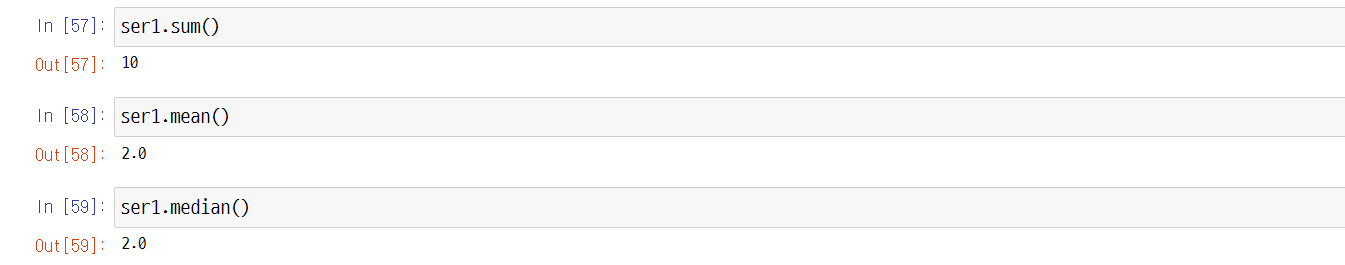 In [57]: ser1.sum()
Out[57]: 10
In [58]: ser1.mean()
Out[58]: 2.0
In [59]: ser1.median()
Out[59]: 2.0